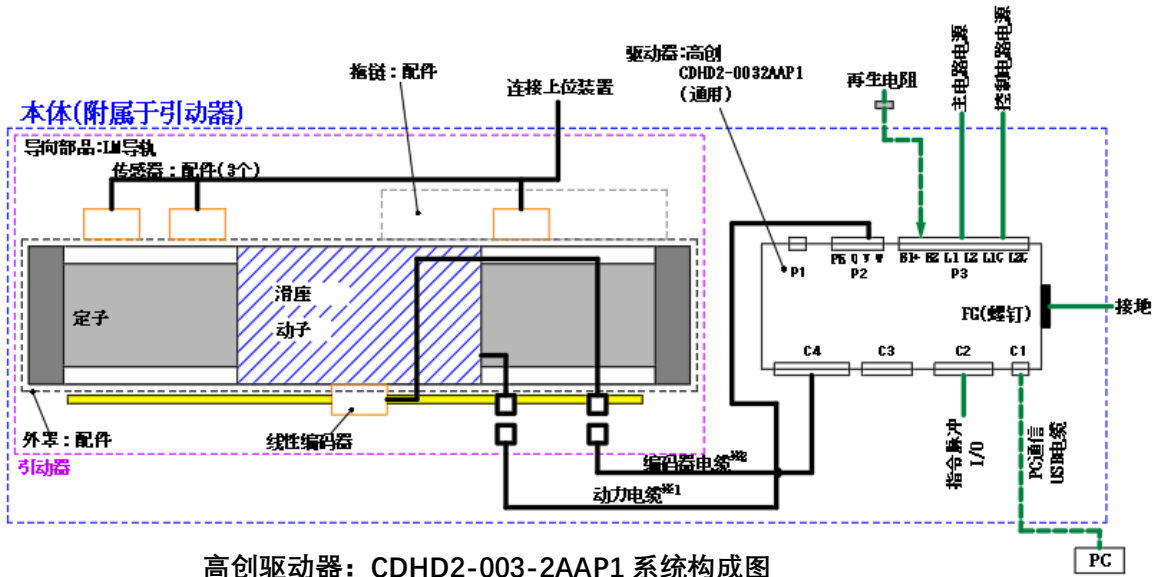 本体(附属于引动器)
导向部品:LM导轨
传感器：配件(3个)
拖链：配件
连接上位装置
驱动器:高创
CDHD2-0032AAP1
(通用)
再生电阻
主电路电源
控制电路电源
P1
PE U V W
P2
B1+ B2 L1 L2 L1C L2C
P3
FG(螺钉)
接地
定子
滑座
动子
C4
C3
C2
C1
外罩：配件
引动器
线性编码器
编码器电缆※2
动力电缆※1
指令脉冲
I/O
PC通信
USB电缆
PC
高创驱动器：CDHD2-003-2AAP1 系统构成图